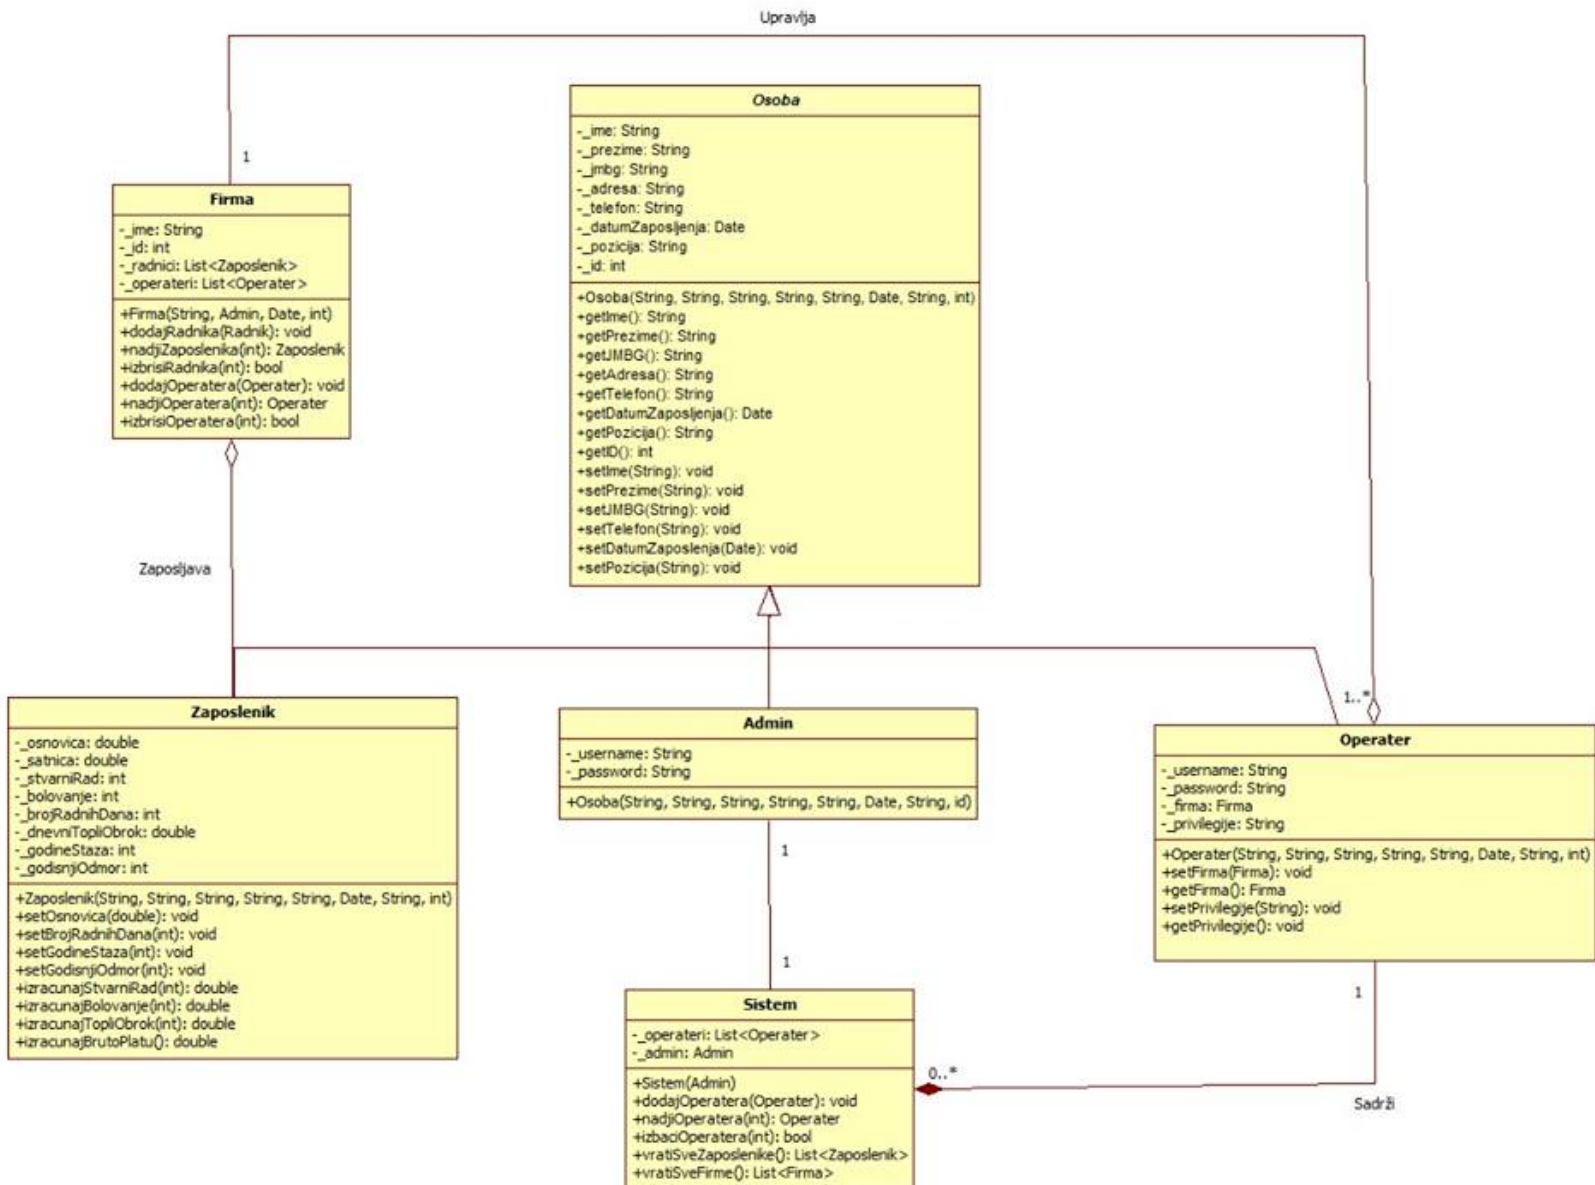 Upravlja
1
Firma
-_ime: String
-_id: int
-_radnici: List<Zaposlenik>
-_operateri: List<Operater>
+Firma(String, Admin, Date, int)
+dodajRadnika(Radnik): void
+nadjiZaposlenika(int): Zaposlenik
+izbrisiRadnika(int): bool
+dodajOperatera(Operater): void
+nadjiOperatera(int): Operater
+izbrisiOperatera(int): bool
Osoba
-_ime: String
-_prezime: String
-_jmbg: String
-_adresa: String
-_telefon: String
-_datumZaposljenja: Date
-_pozicija: String
-_id: int
+Osoba(String, String, String, String, String, Date, String, int)
+getIme(): String
+getPrezime(): String
+getJMBG(): String
+getAdresa(): String
+getTelefon(): String
+getDatumZaposljenja(): Date
+getPozicija(): String
+getID(): int
+setIme(String): void
+setPrezime(String): void
+setJMBG(String): void
+setTelefon(String): void
+setDatumZaposlenja(Date): void
+setPozicija(String): void
Zaposljava
Zaposlenik
-_osnovica: double
-_satnica: double
-_stvarniRad: int
-_bolovanje: int
-_brojRadnihDana: int
-_dnevniTopliObrok: double
-_godineStaza: int
-_godisnjiOdmor: int
+Zaposlenik(String, String, String, String, String, Date, String, int)
+setOsnovica(double): void
+setBrojRadnihDana(int): void
+setGodineStaza(int): void
+setGodisnjiOdmor(int): void
+izracunajStvarniRad(int): double
+izracunajBolovanje(int): double
+izracunajTopliObrok(int): double
+izracunajBrutoPlatu(): double
Admin
-_username: String
-_password: String
+Osoba(String, String, String, String, String, Date, String, id)
1
1
1..*
Operater
-_username: String
-_password: String
-_firma: Firma
-_privilegije: String
+Operater(String, String, String, String, String, Date, String, int)
+setFirma(Firma): void
+getFirma(): Firma
+setPrivilegije(String): void
+getPrivilegije(): void
1
Sistem
-_operateri: List<Operater>
-_admin: Admin
+Sistem(Admin)
+dodajOperatera(Operater): void
+nadjiOperatera(int): Operater
+izbaciOperatera(int): bool
+vratiSveZaposlenike(): List<Zaposlenik>
+vratiSveFirme(): List<Firma>
0..*
Sadrži